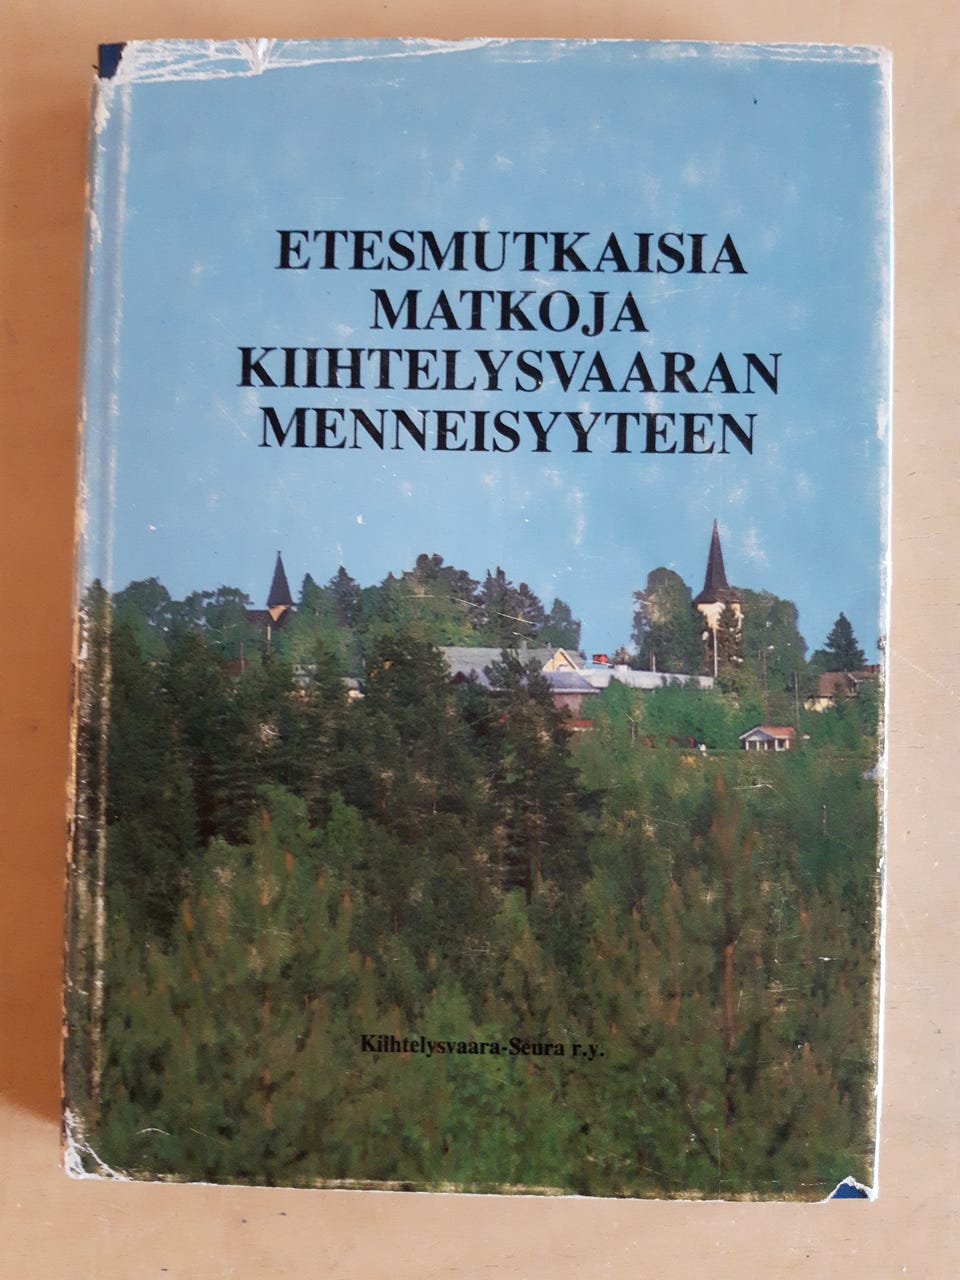 ETESMUTKAISIA
MATKOJA
KIIHTELYSVAARAN
MENNEISYYTEEN
Kiihtelysvaara-Seura r.y.